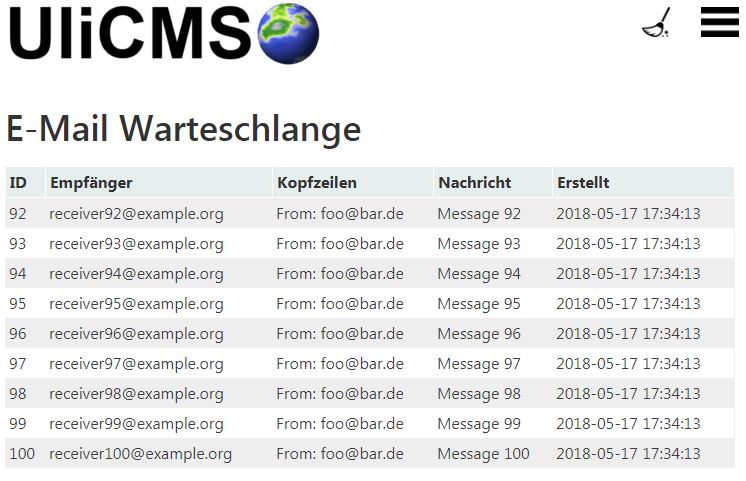 UliCMS
E-Mail Warteschlange
ID Empfänger Kopfzeilen Nachricht Erstellt
92 receiver92@example.org From: foo@bar.de Message 92 2018-05-17 17:34:13
93 receiver93@example.org From: foo@bar.de Message 93 2018-05-17 17:34:13
94 receiver94@example.org From: foo@bar.de Message 94 2018-05-17 17:34:13
95 receiver95@example.org From: foo@bar.de Message 95 2018-05-17 17:34:13
96 receiver96@example.org From: foo@bar.de Message 96 2018-05-17 17:34:13
97 receiver97@example.org From: foo@bar.de Message 97 2018-05-17 17:34:13
98 receiver98@example.org From: foo@bar.de Message 98 2018-05-17 17:34:13
99 receiver99@example.org From: foo@bar.de Message 99 2018-05-17 17:34:13
100 receiver100@example.org From: foo@bar.de Message 100 2018-05-17 17:34:13